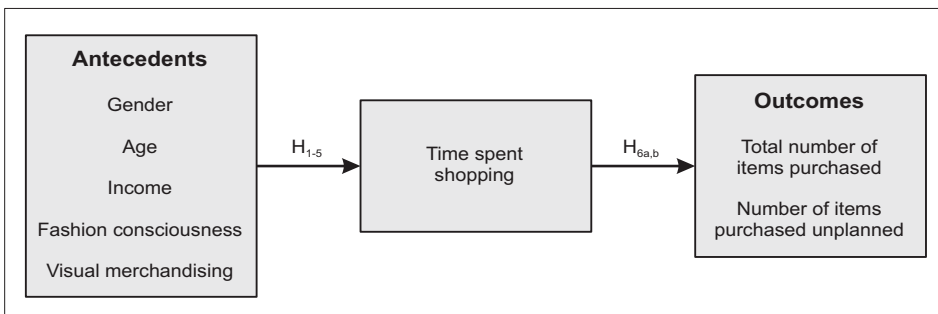 Antecedents
Gender
Age
Income
Fashion consciousness
Visual merchandising
H1-5
Time spent
shopping
H6a,b
Outcomes
Total number of
items purchased
Number of items
purchased unplanned